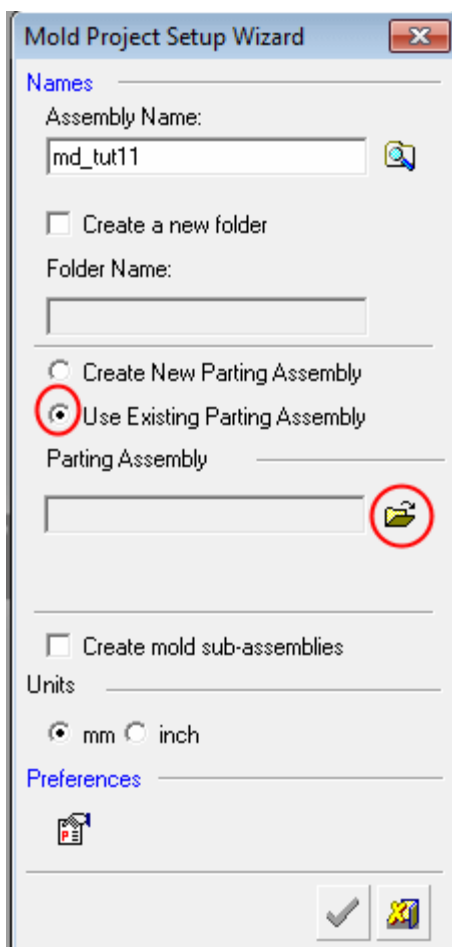 Mold Project Setup Wizard
Names
Assembly Name:
md_tut11
Create a new folder
Folder Name:
Create New Parting Assembly
Use Existing Parting Assembly
Parting Assembly
Create mold sub-assemblies
Units
mm inch
Preferences